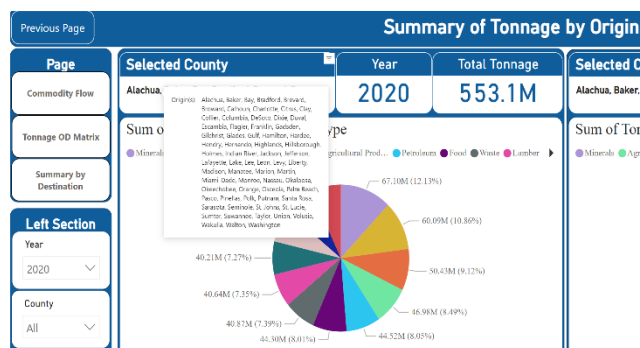 Previous Page
Summary of Tonnage by Origin
Page
Commodity Flow
Tonnage OD Matrix
Summary by
Destination
Left Section
Year
2020
County
All
Selected County
Alachua,
Origin(s) Alachua, Baker, Bay, Bradford, Brevard,
Broward, Calhoun, Charlotte, Citrus, Clay,
Collier, Columbia, DeSoto, Dixie, Duval,
Escambia, Flagler, Franklin, Gadsden,
Gilchrist, Glades, Gulf, Hamilton, Hardee,
Hendry, Hernando, Highlands, Hillsborough,
Holmes, Indian River, Jackson, Jefferson,
Lafayette, Lake, Lee, Leon, Levy, Liberty,
Madison, Manatee, Marion, Martin,
Miami-Dade, Monroe, Nassau, Okaloosa,
Okeechobee, Orange, Osceola, Palm Beach,
Pasco, Pinellas, Polk, Putnam, Santa Rosa,
Sarasota, Seminole, St. Johns, St. Lucie,
Sumter, Suwannee, Taylor, Union, Volusia,
Wakulla, Walton, Washington
Year
2020
Total Tonnage
553.1M
Sum o
ype
Minerals
gricultural Prod...
Petroleum
Food
Waste
Lumber
67.10M (12.13%)
60.09M (10.86%)
50.43M (9.12%)
46.98M (8.49%)
44.52M (8.05%)
44.30M (8.01%)
40.87M (7.39%)
40.64M (7.35%)
40.21M (7.27%)
Selected C
Alachua, Baker,
Sum of To
Minerals
Agri